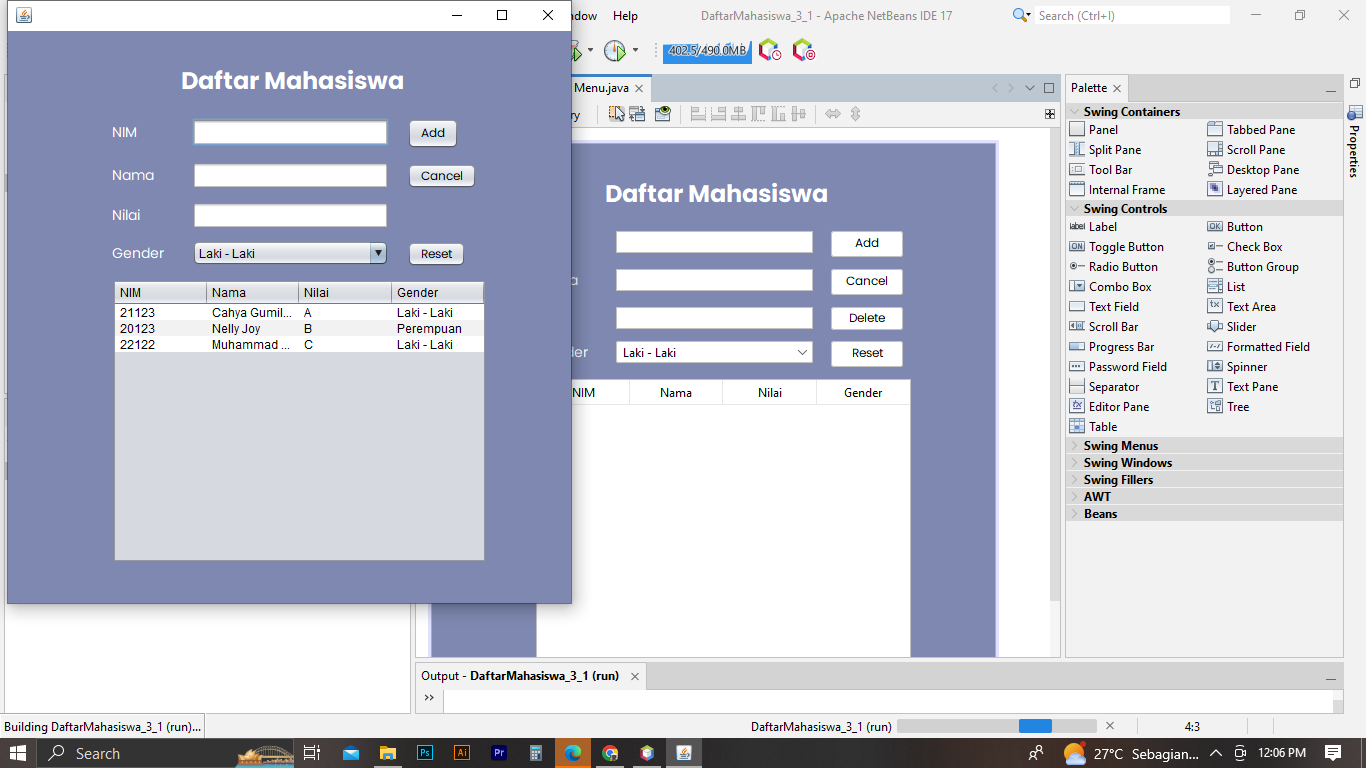 ndow Help DaftarMahasiswa_3_1 - Apache NetBeans IDE 17 Search (Ctrl+I)
402.5/490.0MB
Menu.java
ry
Daftar Mahasiswa
NIM Add
Nama Cancel
Nilai
Gender Laki - Laki Reset
NIM Nama Nilai Gender
21123 Cahya Gumil... A Laki - Laki
20123 Nelly Joy B Perempuan
22122 Muhammad ... C Laki - Laki
Daftar Mahasiswa
Add
a Cancel
Delete
der Laki - Laki Reset
NIM Nama Nilai Gender
Palette
Swing Containers
Panel Tabbed Pane
Split Pane Scroll Pane
Tool Bar Desktop Pane
Internal Frame Layered Pane
Swing Controls
Label Button
Toggle Button Check Box
Radio Button Button Group
Combo Box List
Text Field Text Area
Scroll Bar Slider
Progress Bar Formatted Field
Password Field Spinner
Separator Text Pane
Editor Pane Tree
Table
Swing Menus
Swing Windows
Swing Fillers
AWT
Beans
Properties
Output - DaftarMahasiswa_3_1 (run)
Building DaftarMahasiswa_3_1 (run)... DaftarMahasiswa_3_1 (run) 4:3
Search Ps Ai Pr 27°C Sebagian... 12:06 PM